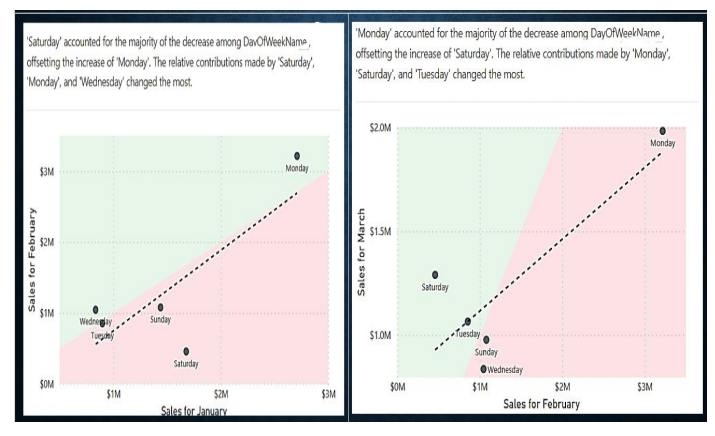 'Saturday' accounted for the majority of the decrease among DayOfWeekName,
offsetting the increase of 'Monday'. The relative contributions made by 'Saturday',
'Monday', and 'Wednesday' changed the most.
$3M
$2M
$1M
$0M
Sales for February
Monday
Wednesday
Tuesday
Sunday
Saturday
$1M
$2M
$3M
Sales for January
'Monday' accounted for the majority of the decrease among DayOfWeekName,
offsetting the increase of 'Saturday'. The relative contributions made by 'Monday',
'Saturday', and 'Tuesday' changed the most.
$2.0M
$1.5M
$1.0M
Sales for March
Monday
Saturday
Tuesday
Sunday
Wednesday
$0M
$1M
$2M
$3M
Sales for February